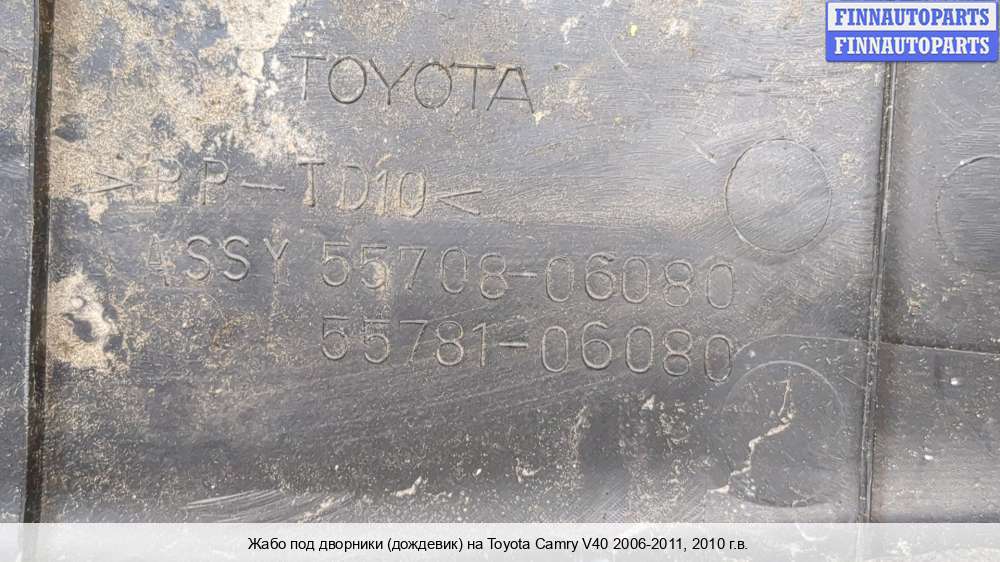 FINNAUTOPARTS
FINNAUTOPARTS
TOYOTA
>PP-TD10<
ASSY 55708-06080
55781-06080
Жабо под дворники (дождевик) на Toyota Camry V40 2006-2011, 2010 г.в.